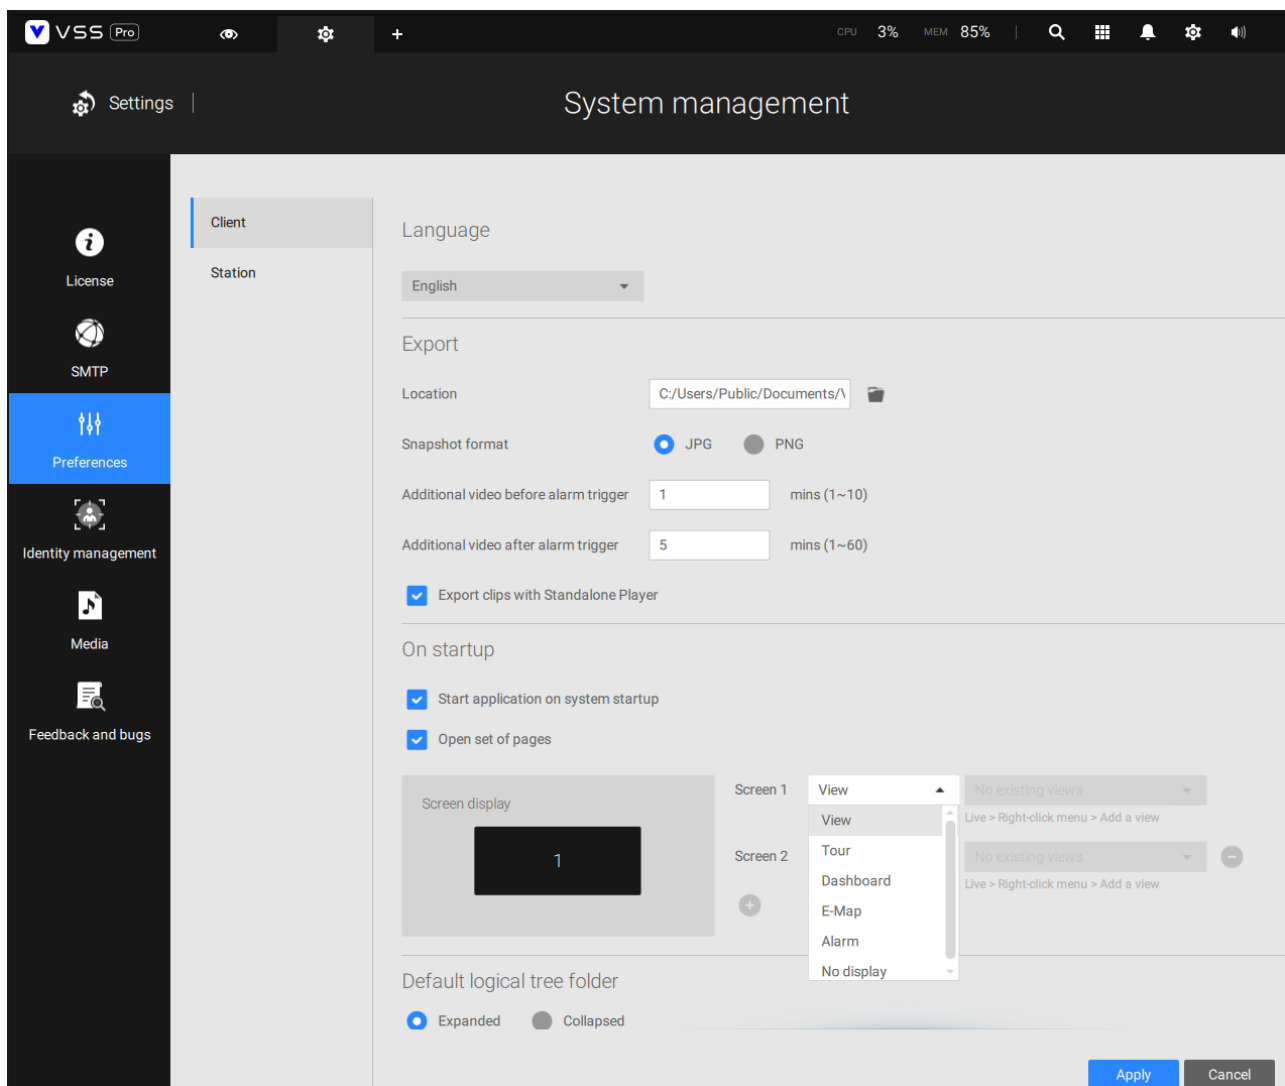 VSS Pro
CPU 3% MEM 85%
Settings
System management
License
SMTP
Preferences
Identity management
Media
Feedback and bugs
Client
Station
Language
English
Export
Location C:/Users/Public/Documents/\
Snapshot format JPG PNG
Additional video before alarm trigger 1 mins (1~10)
Additional video after alarm trigger 5 mins (1~60)
Export clips with Standalone Player
On startup
Start application on system startup
Open set of pages
Screen display
1
Screen 1 View No existing views
Live > Right-click menu > Add a view
View
Tour
Dashboard
E-Map
Alarm
No display
Screen 2 No existing views
Live > Right-click menu > Add a view
Default logical tree folder
Expanded Collapsed
Apply Cancel